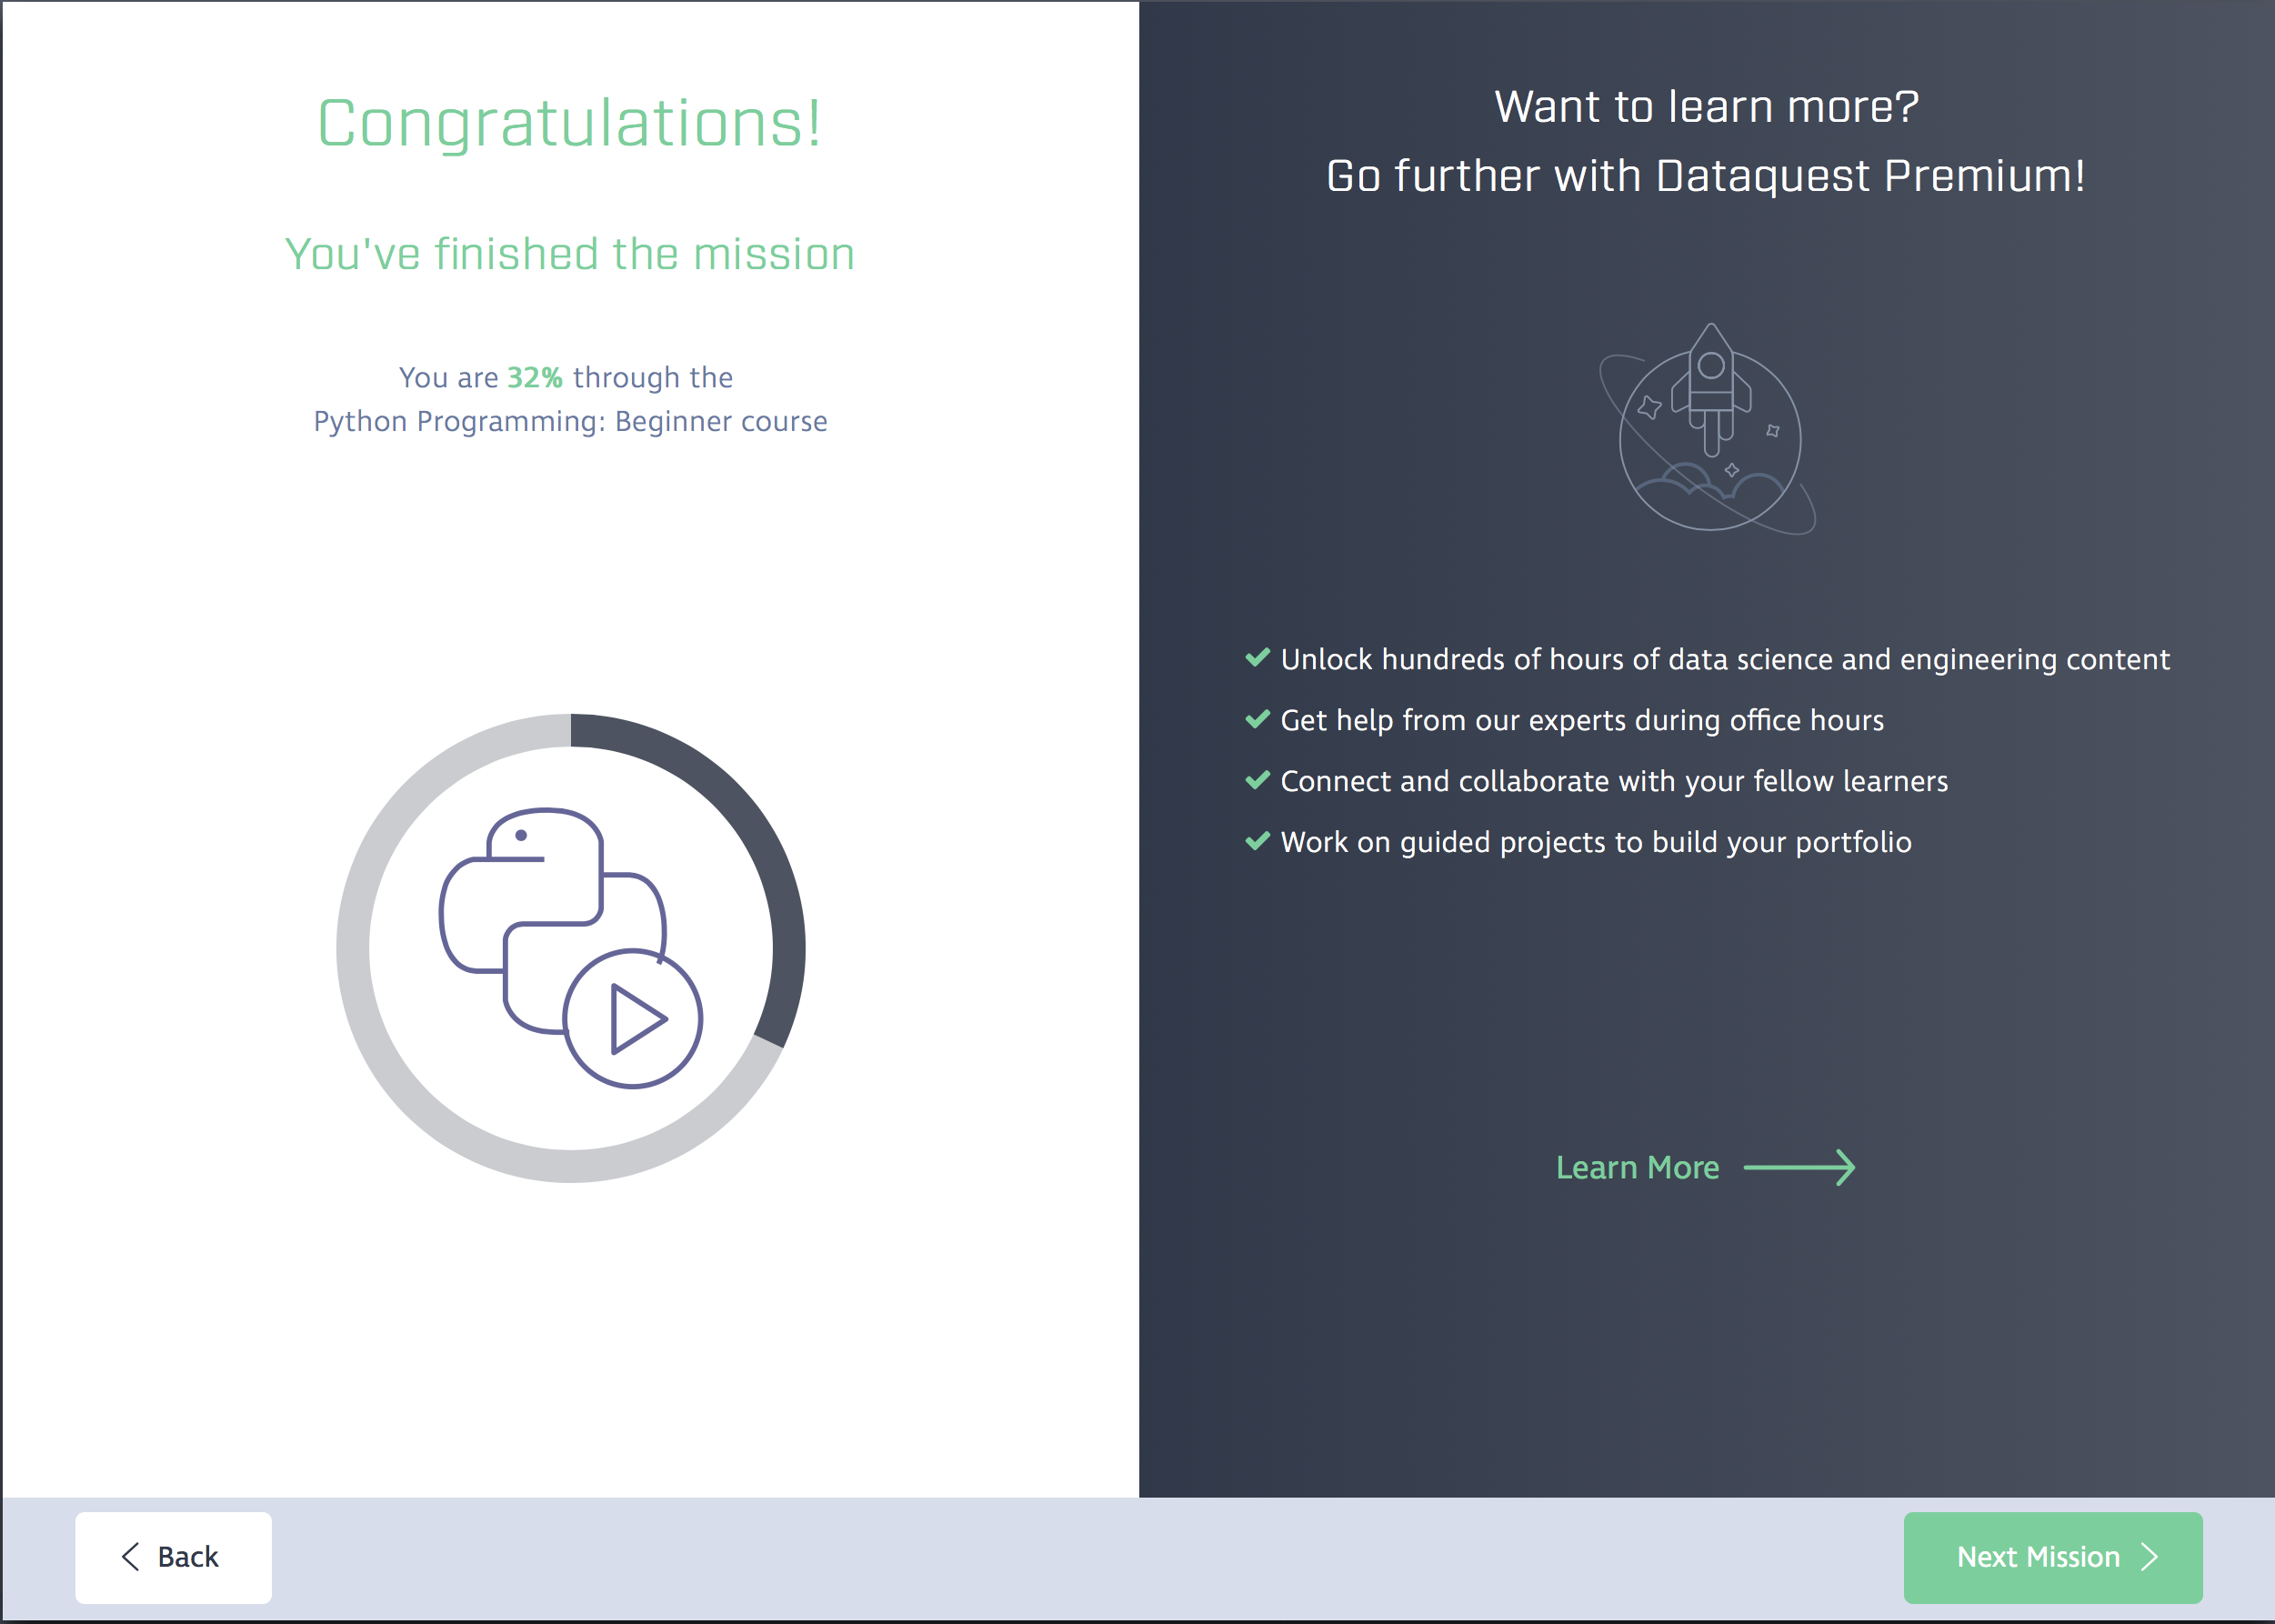 Congratulations!
You've finished the mission
You are 32% through the
Python Programming: Beginner course
Want to learn more?
Go further with Dataquest Premium!
Unlock hundreds of hours of data science and engineering content
Get help from our experts during office hours
Connect and collaborate with your fellow learners
Work on guided projects to build your portfolio
Learn More
Back
Next Mission